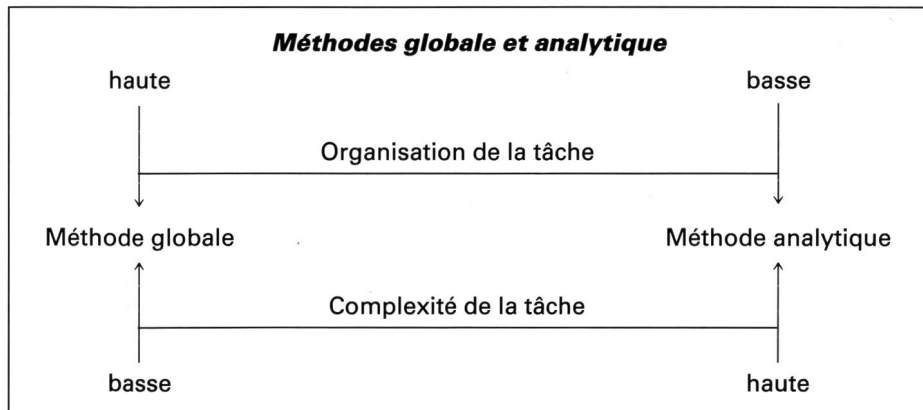 Méthodes globale et analytique
haute basse
Organisation de la tâche
Méthode globale Méthode analytique
Complexité de la tâche
basse haute